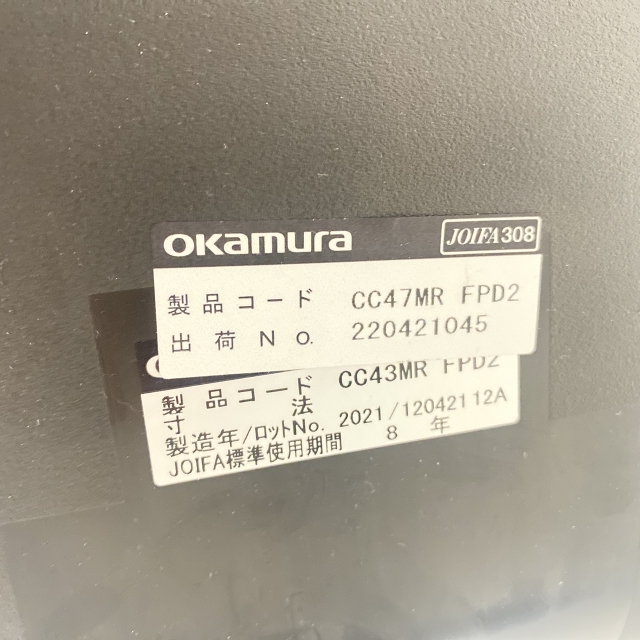 okamura
JOIFA308
製品コード CC47MR FPD2
出荷No. 220421045
製品コード CC43MR FPD2
寸法
製造年/ロットNo. 2021/12042112A
JOIFA標準使用期間 8年